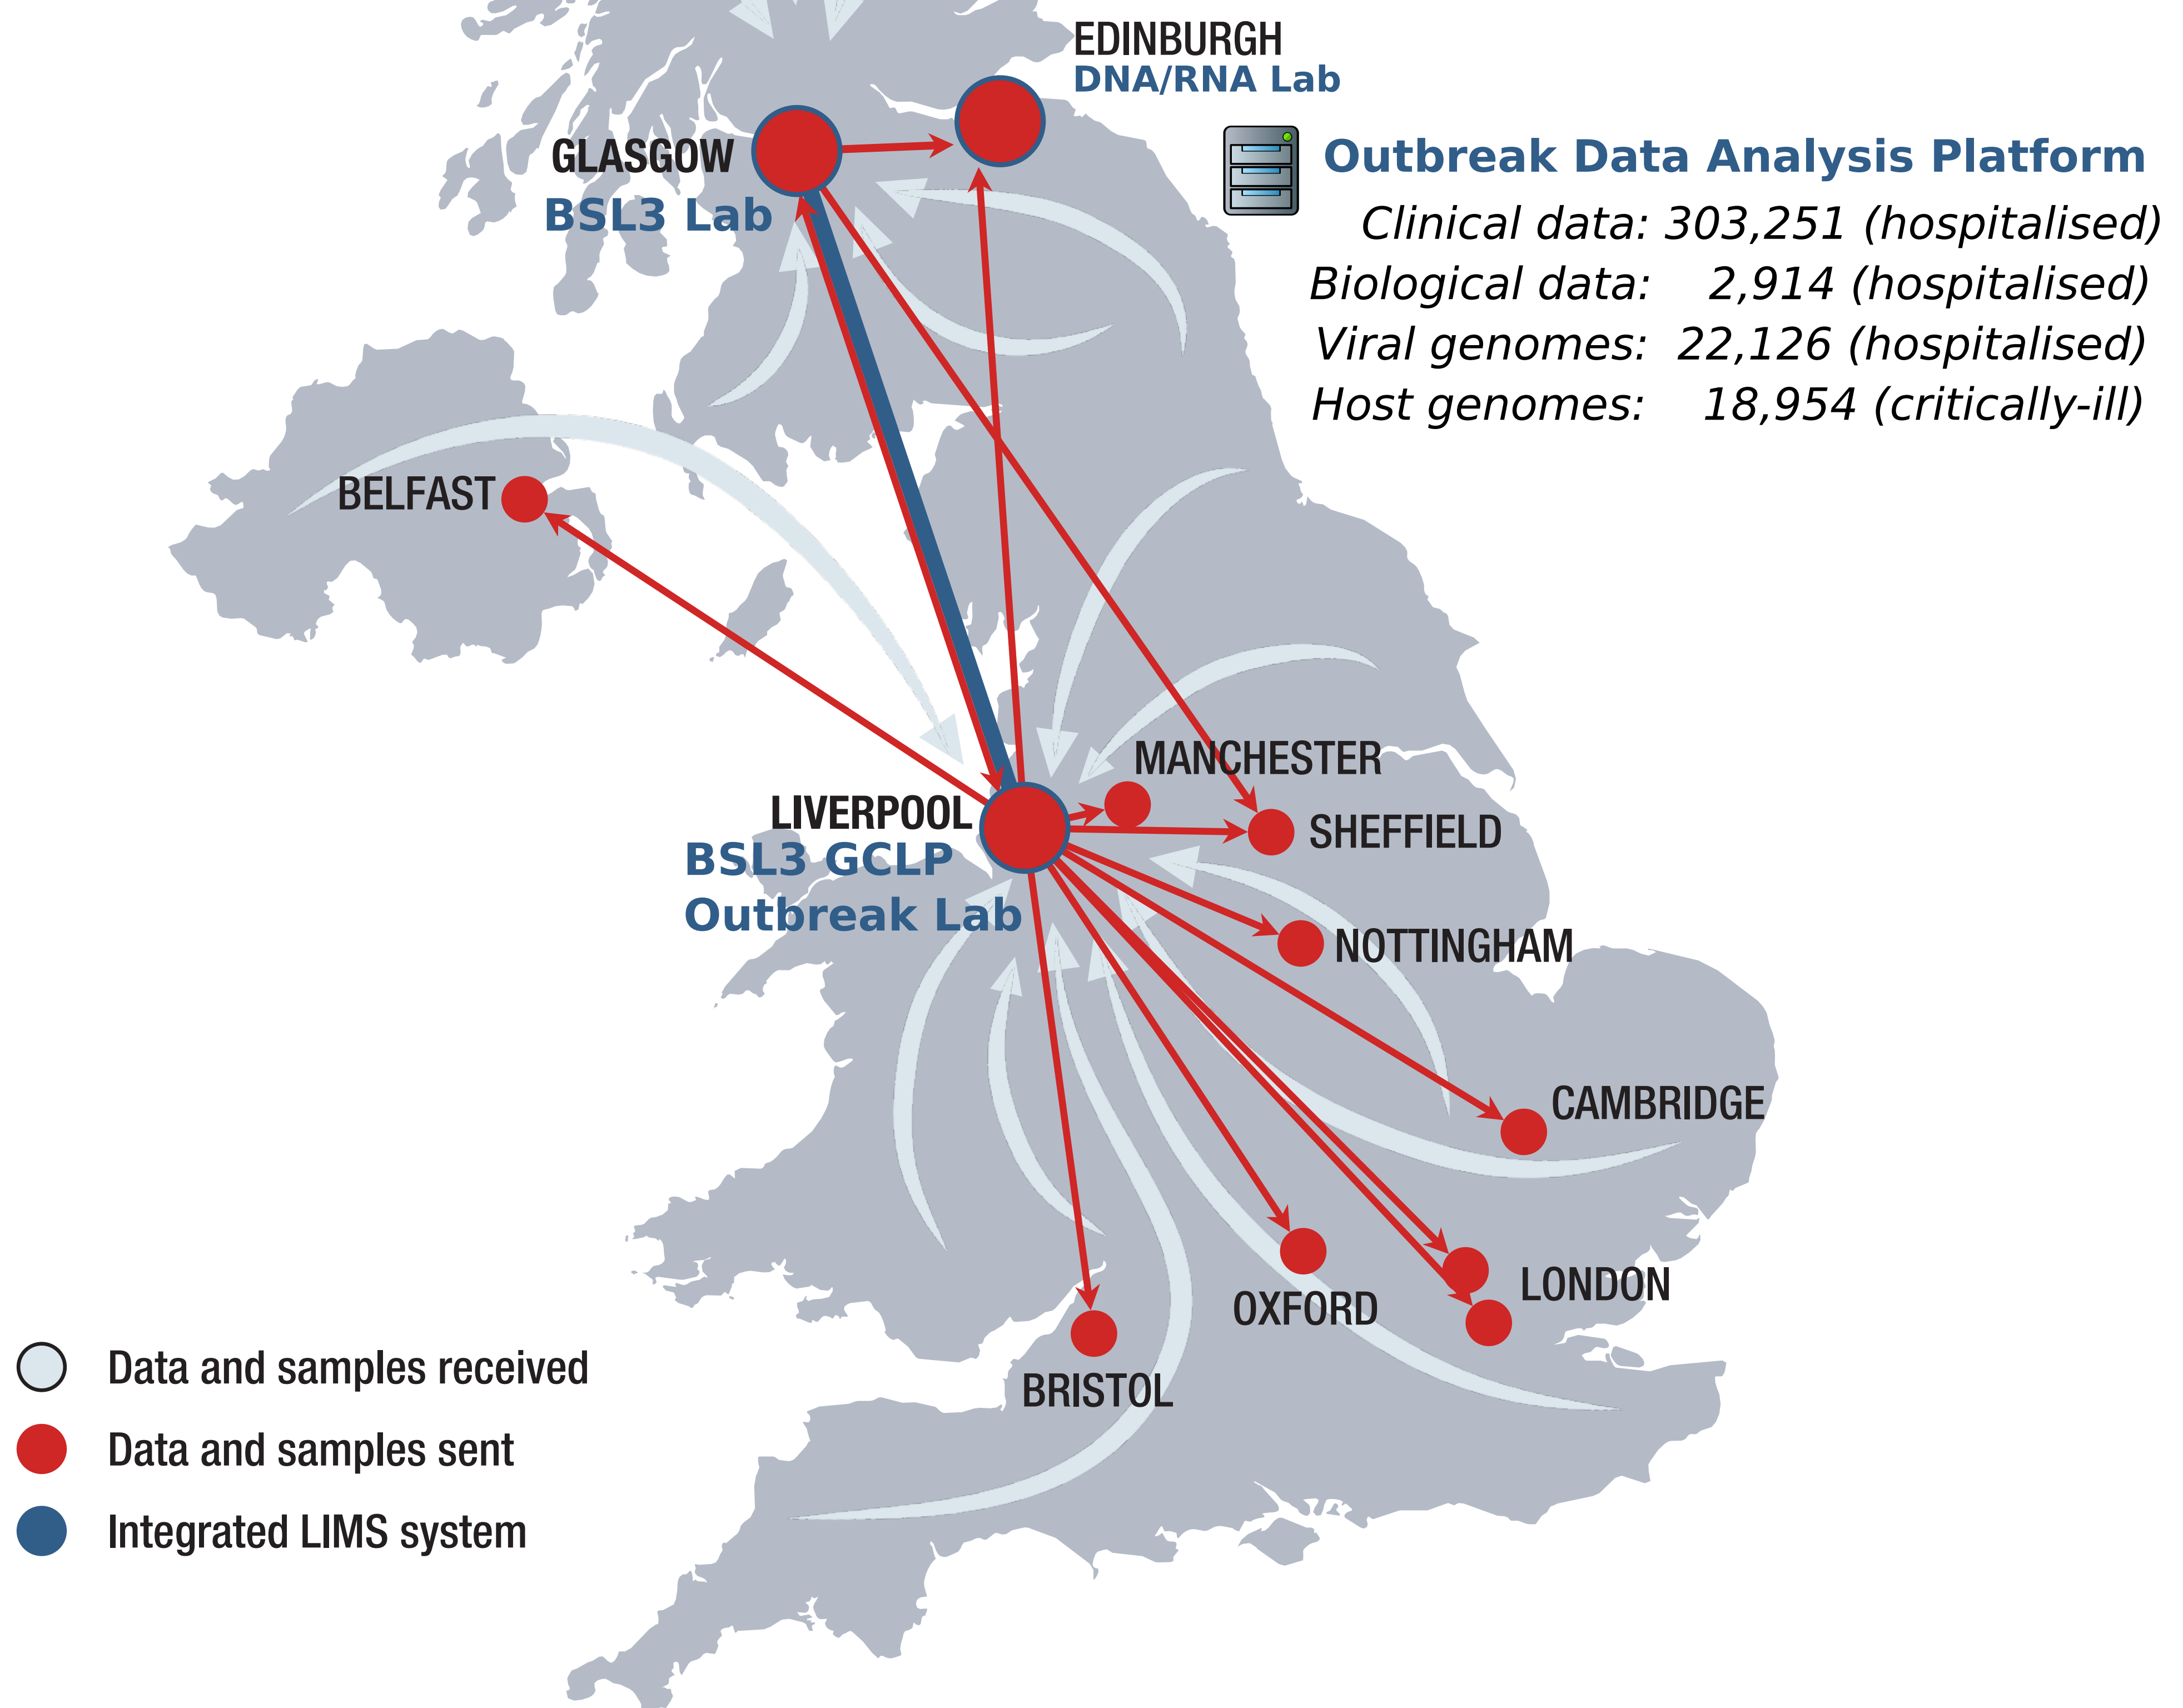 EDINBURGH
DNA/RNA Lab
GLASGOW
BSL3 Lab
Outbreak Data Analysis Platform
Clinical data: 303,251 (hospitalised)
Biological data: 2,914 (hospitalised)
Viral genomes: 22,126 (hospitalised)
Host genomes: 18,954 (critically-ill)
BELFAST
MANCHESTER
LIVERPOOL
BSL3 GCLP
Outbreak Lab
SHEFFIELD
NOTTINGHAM
CAMBRIDGE
LONDON
OXFORD
BRISTOL
Data and samples received
Data and samples sent
Integrated LIMS system